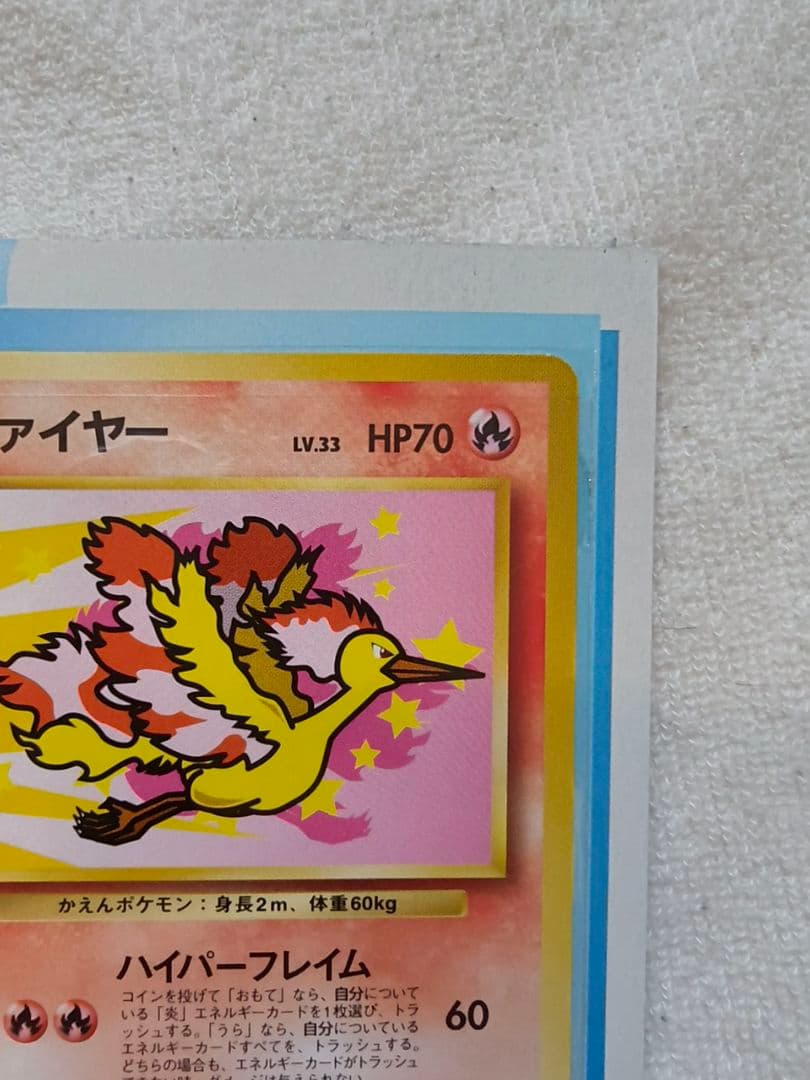 ァイヤー LV.33 HP70
かえんポケモン：身長2m、体重60kg
ハイパーフレイム
コインを投げて「おもて」なら、自分につい て
いる「炎」エネルギーカードを1枚選び、トラ
ッシュする。「うら」なら、自分についている
エネルギーカードすべてを、トラッシュする。
どちらの場合も、エネルギーカードがトラッシュ
60